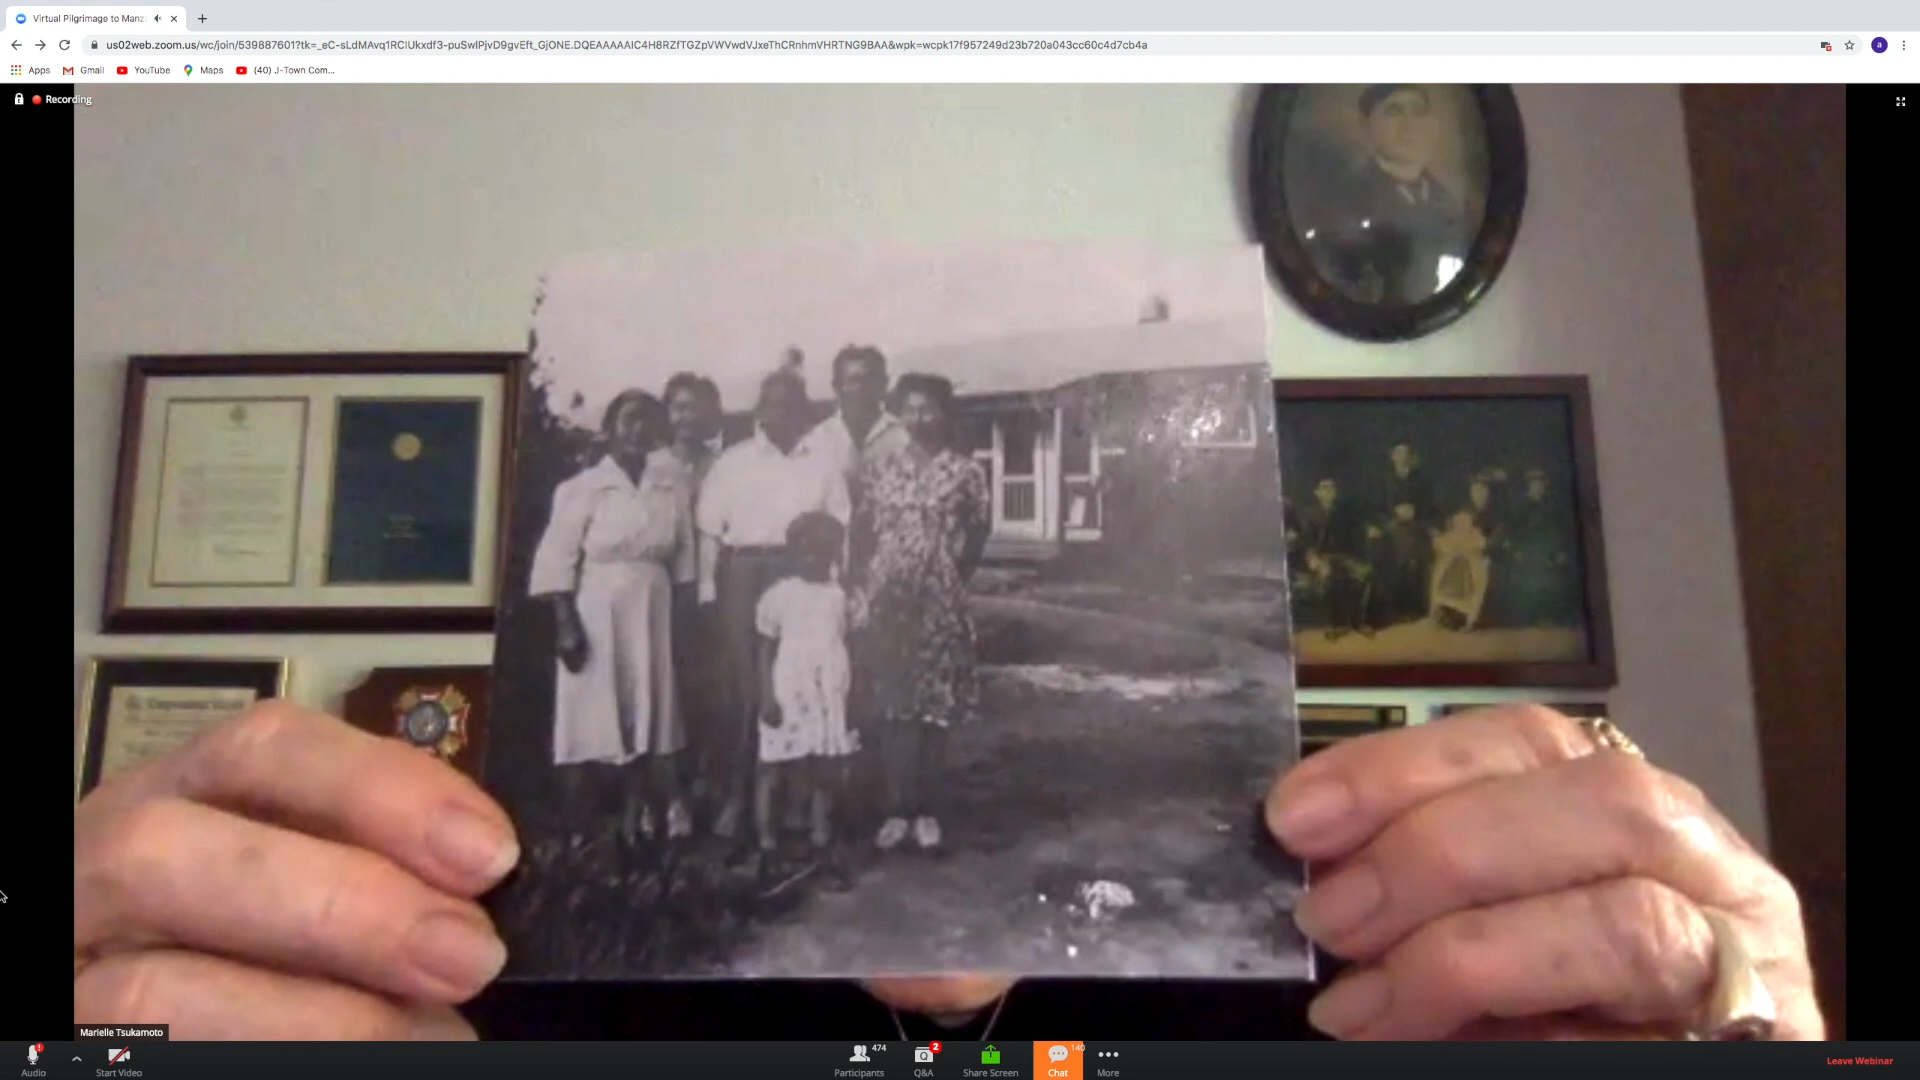 Virtual Pilgrimage to Manz
us02web.zoom.us/wc/join/539887601?tk=_eC-sLdMAvq1RCIUkxdf3-puSwlPjvD9gvEft_GjONE.DQEAAAAAIC4H8RZfTGZpVWVwdVJxeThCRnhmVHRTNG9BAA&wpk=wcpk17f957249d23b720a043cc60c4d7cb4a
a
Apps Gmail YouTube Maps (40) J-Town Com...
Recording
Marielle Tsukamoto
474 2 140
Audio Start Video Participants Q&A Share Screen Chat More Leave Webinar